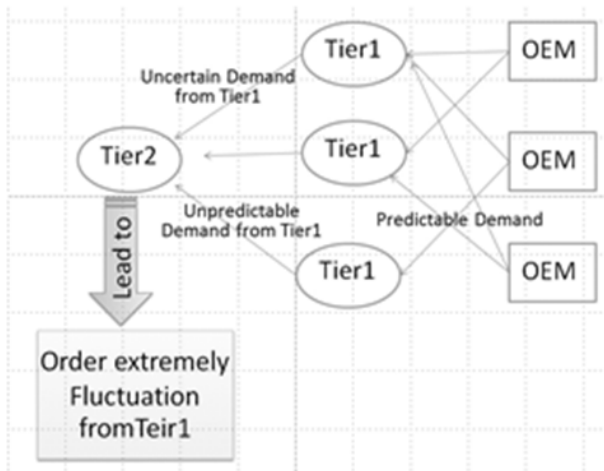 Tier1
OEM
Uncertain Demand
from Tier1
Tier2
Tier1
OEM
Unpredictable
Demand from Tier1
Predictable Demand
Lead to
Tier1
OEM
Order extremely
Fluctuation
fromTeir1